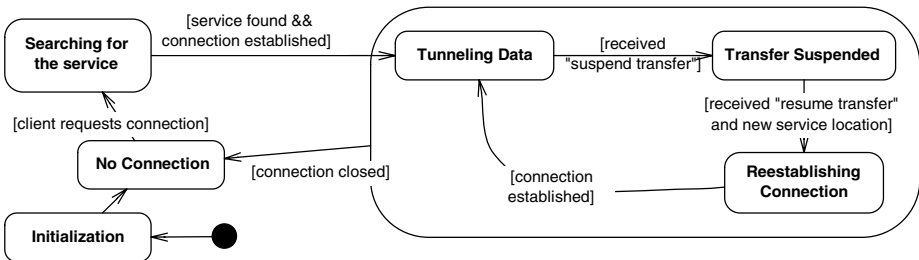 Searching for
the service
[service found &&
connection established]
Tunneling Data
[received
"suspend transfer"]
Transfer Suspended
[received "resume transfer"
and new service location]
[client requests connection]
No Connection
[connection closed]
[connection
established]
Reestablishing
Connection
Initialization